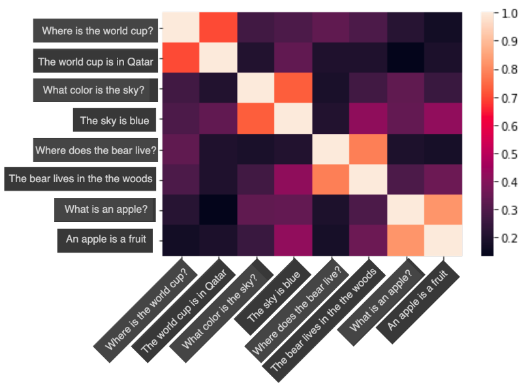 Where is the world cup?
The world cup is in Qatar
What color is the sky?
The sky is blue
Where does the bear live?
The bear lives in the the woods
What is an apple?
An apple is a fruit
1.0
0.9
0.8
0.7
0.6
0.5
0.4
0.3
0.2
Where is the world cup?
The world cup is in Qatar
What color is the sky?
The sky is blue
Where does the bear live?
The bear lives in the the woods
What is an apple?
An apple is a fruit